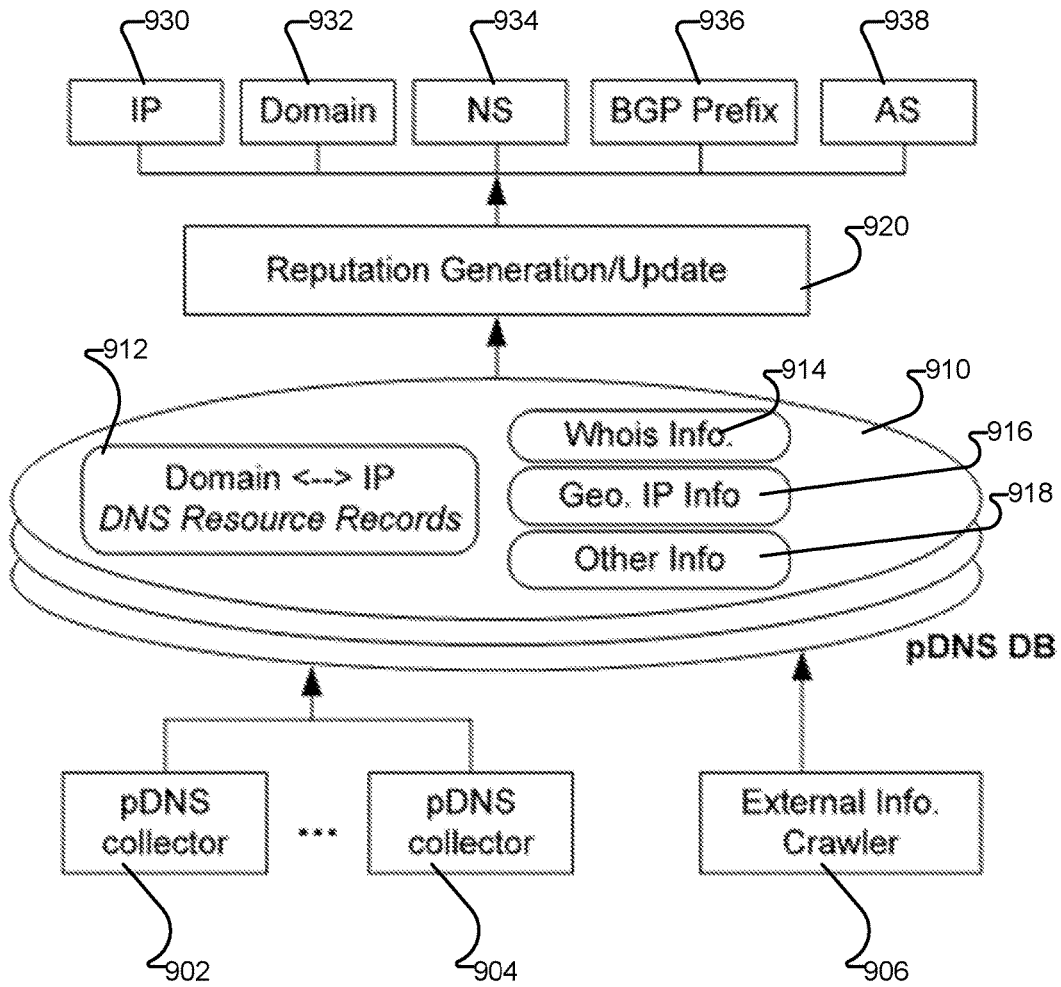 930 932 934 936 938
IP Domain NS BGP Prefix AS
920
Reputation Generation/Update
912 914 910
Whois Info.
916
Domain <--> IP
Geo. IP Info
DNS Resource Records
918
Other Info
pDNS DB
pDNS
collector
...
pDNS
collector
External Info.
Crawler
902 904 906